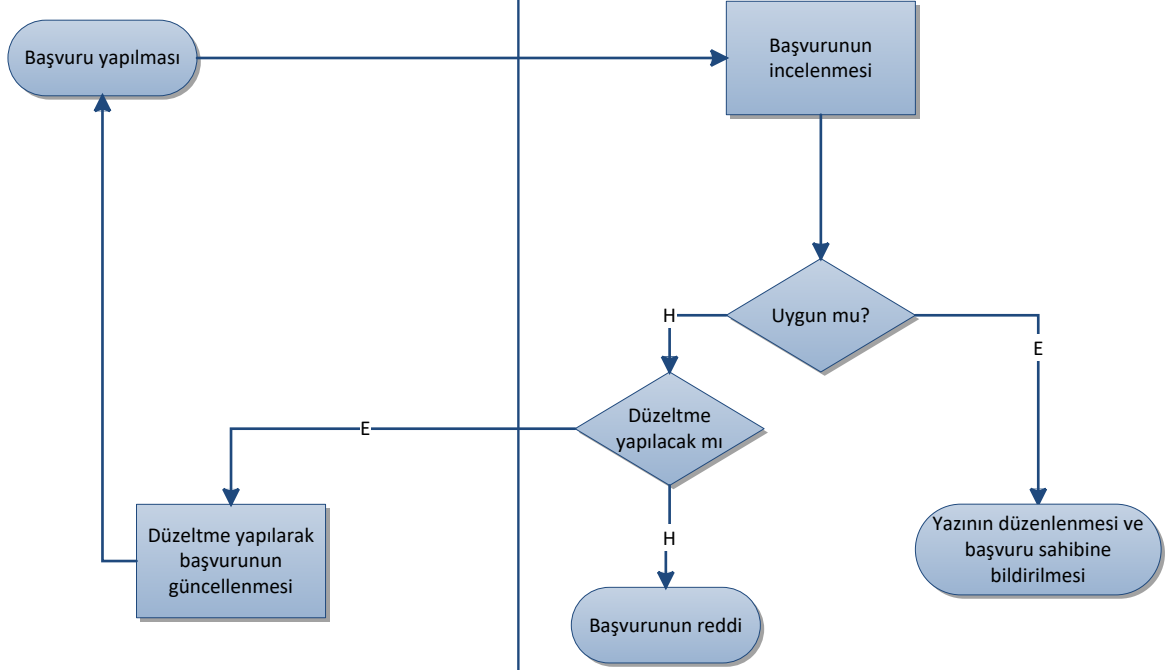 Başvuru yapılması
Başvurunun
incelenmesi
Uygun mu?
H
E
Düzeltme
yapılacak mı
E
H
Düzeltme yapılarak
başvurunun
güncellenmesi
Yazının düzenlenmesi ve
başvuru sahibine
bildirilmesi
Başvurunun reddi